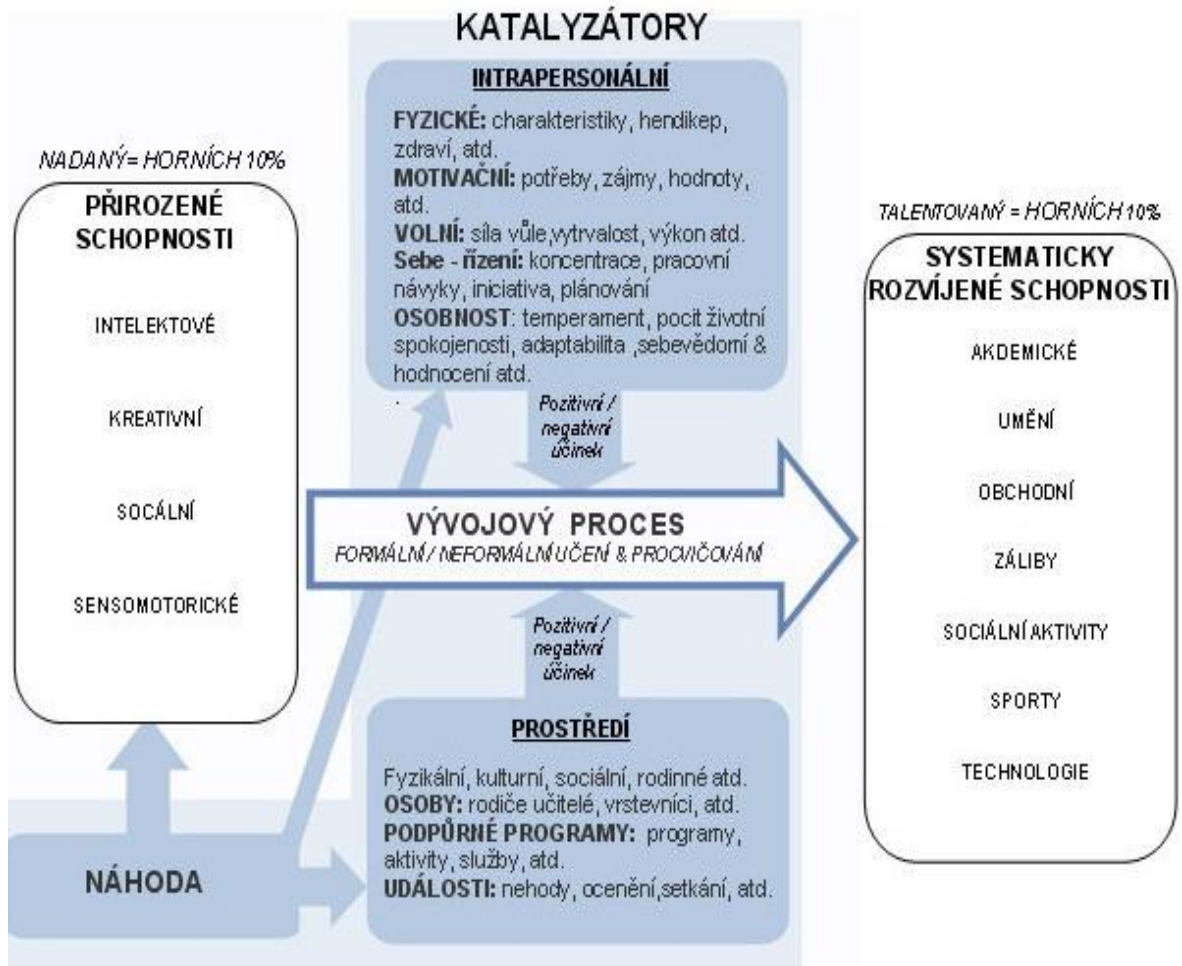 KATALYZÁTORY
INTRAPERSONÁLNÍ
FYZICKÉ: charakteristiky, hendikep,
zdraví, atd.
MOTIVAČNÍ: potřeby, zájmy, hodnoty,
atd.
VOLNÍ: síla vůle,vytrvalost, výkon atd.
Sebe - řízení: koncentrace, pracovní
návyky, iniciativa, plánování
OSOBNOST: temperament, pocit životní
spokojenosti, adaptabilita ,sebevědomí &
hodnocení atd.
.
NADANÝ= HORNÍCH 10%
PŘIROZENÉ
SCHOPNOSTI
INTELEKTOVÉ
KREATIVNÍ
SOCÁLNÍ
SENSOMOTORICKÉ
Pozitivní /
negativní
účinek
VÝVOJOVÝ PROCES
FORMÁLNÍ / NEFORMÁLNÍ UČENÍ & PROCVIČOVÁNÍ
Pozitivní /
negativní
účinek
PROSTŘEDÍ
Fyzikální, kulturní, sociální, rodinné atd.
OSOBY: rodiče učitelé, vrstevníci, atd.
PODPŮRNÉ PROGRAMY: programy,
aktivity, služby, atd.
UDÁLOSTI: nehody, ocenění,setkání, atd.
NÁHODA
TALENTOVANÝ = HORNÍCH 10%
SYSTEMATICKY
ROZVÍJENÉ SCHOPNOSTI
AKDEMICKÉ
UMĚNÍ
OBCHODNÍ
ZÁLIBY
SOCIÁLNÍ AKTIVITY
SPORTY
TECHNOLOGIE